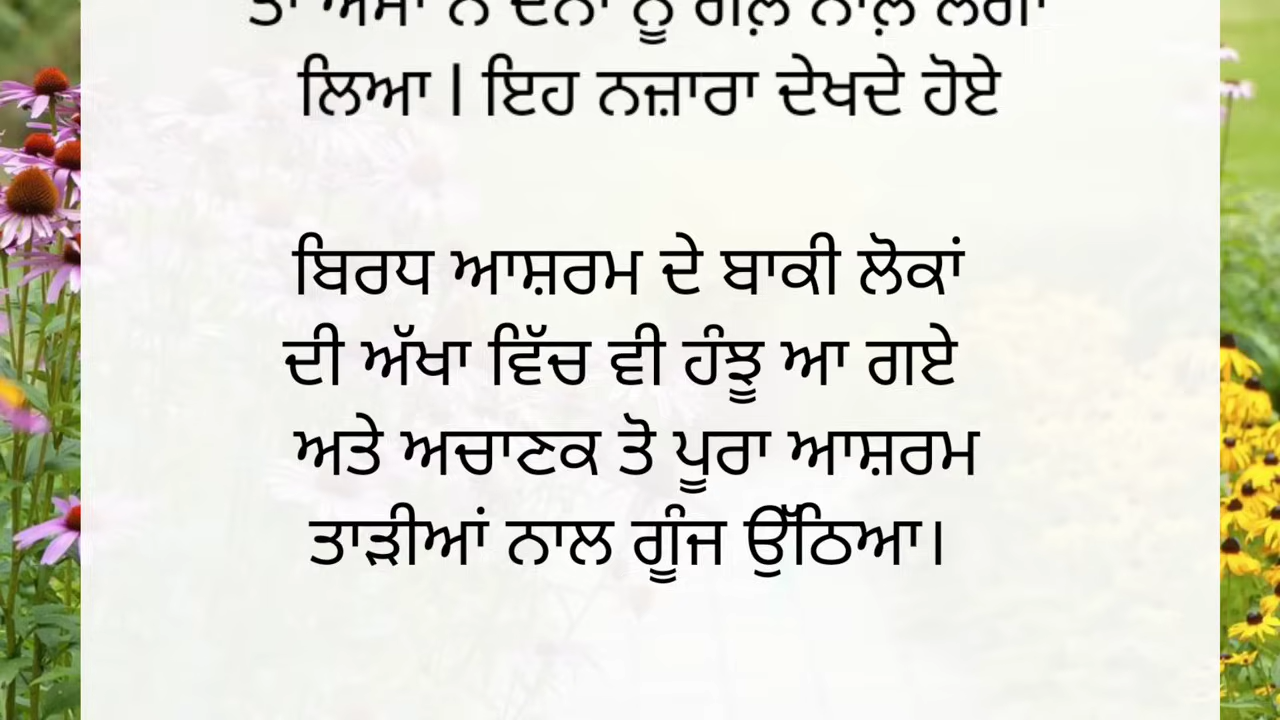 ਲਿਆ | ਇਹ ਨਜ਼ਾਰਾ ਦੇਖਦੇ ਹੋਏ
ਬਿਰਧ ਆਸ਼ਰਮ ਦੇ ਬਾਕੀ ਲੋਕਾਂ
ਦੀ ਅੱਖਾ ਵਿੱਚ ਵੀ ਹੰਝੂ ਆ ਗਏ
ਅਤੇ ਅਚਾਣਕ ਤੋ ਪੂਰਾ ਆਸ਼ਰਮ
ਤਾੜੀਆਂ ਨਾਲ ਗੂੰਜ ਉੱਠਿਆ।